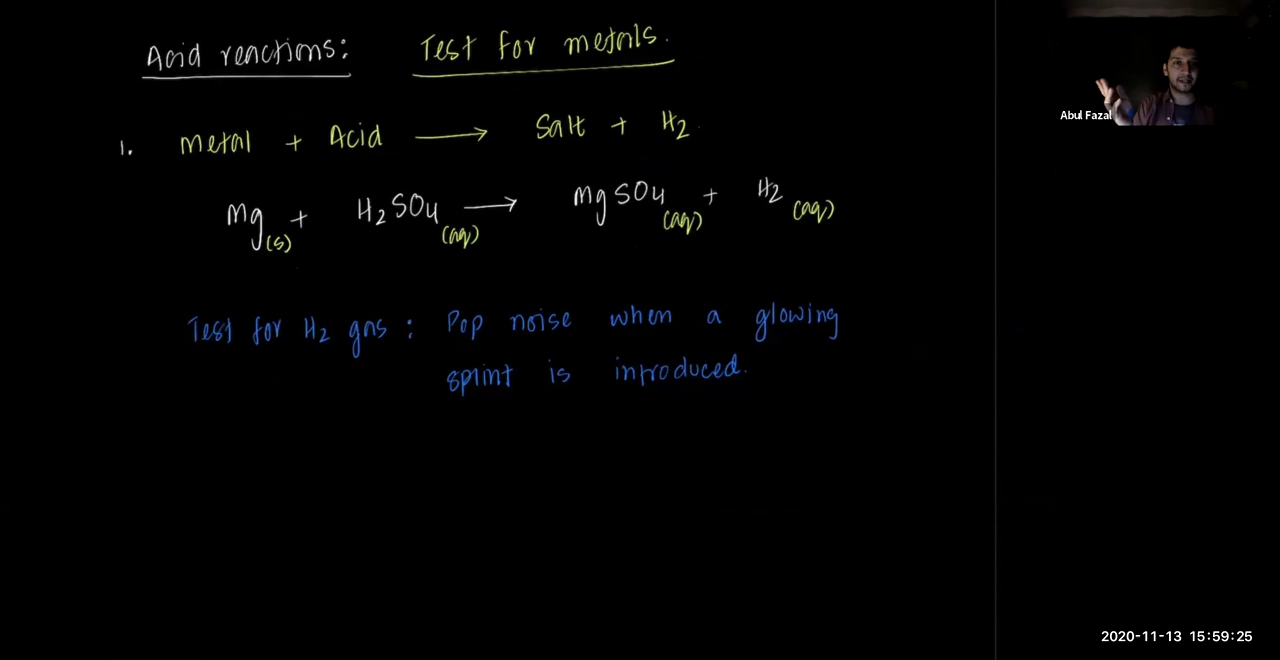 Acid reactions: Test for metals.
1. Metal + Acid → Salt + H2
Mg(s) + H2SO4(aq) → MgSO4(aq) + H2(aq)
Test for H2 gas : Pop noise when a glowing
splint is introduced.
Abul Fazal
2020-11-13 15:59:25